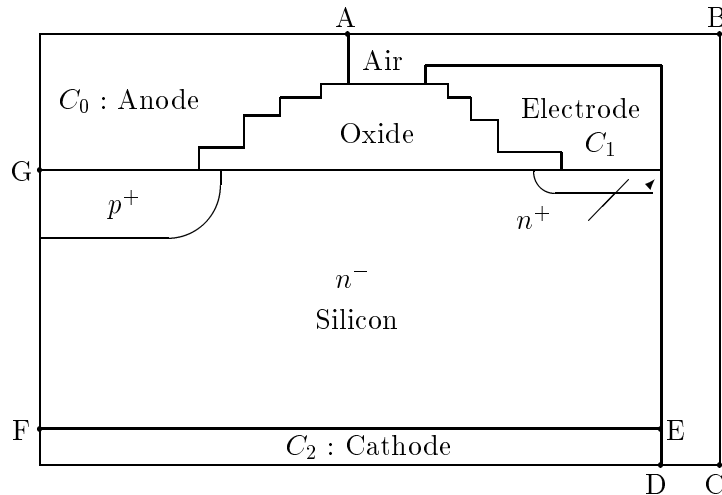 A
B
Air
C₀ : Anode
Electrode
C₁
Oxide
G
p⁺
n⁺
n⁻
Silicon
F
E
C₂ : Cathode
D
C